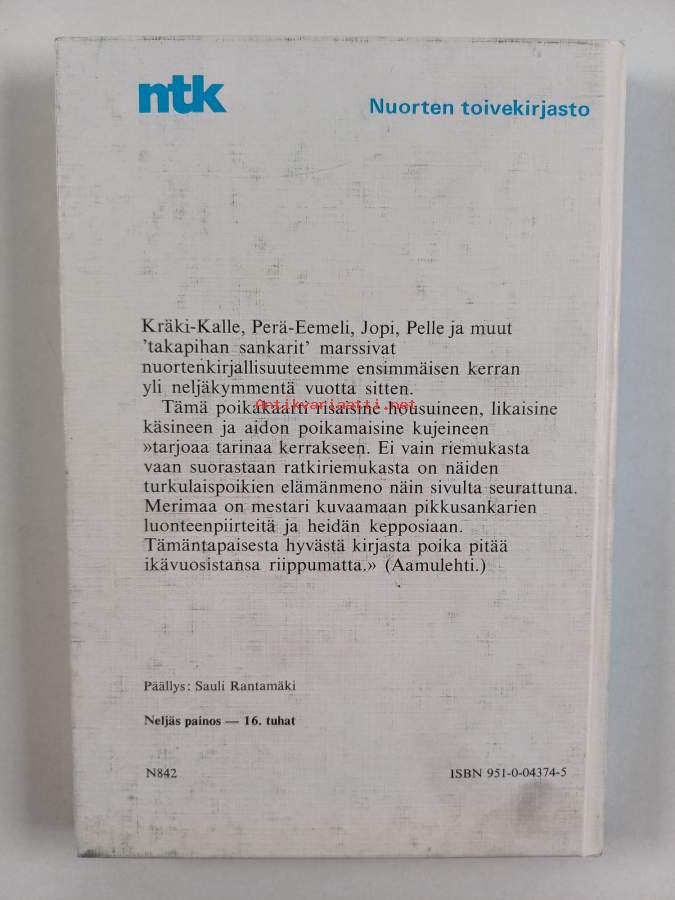 ntk
Nuorten toivekirjasto
Kräki-Kalle, Perä-Eemeli, Jopi, Pelle ja muut
’takapihan sankarit’ marssivat
nuortenkirjallisuuteemme ensimmäisen kerran
yli neljäkymmentä vuotta sitten.
Antikvariaatti.net
Tämä poikakaarti risaisine housuineen, likaisine
käsineen ja aidon poikamaisine kujeineen
»tarjoaa tarinaa kerrakseen. Ei vain riemukasta
vaan suorastaan ratkiriemukasta on näiden
turkulaispoikien elämänmeno näin sivulta seurattuna.
Merimaa on mestari kuvaamaan pikkusankarien
luonteenpiirteitä ja heidän kepposiaan.
Tämäntapaisesta hyvästä kirjasta poika pitää
ikävuosistansa riippumatta.» (Aamulehti.)
Päällys: Sauli Rantamäki
Neljäs painos — 16. tuhat
N842
ISBN 951-0-04374-5